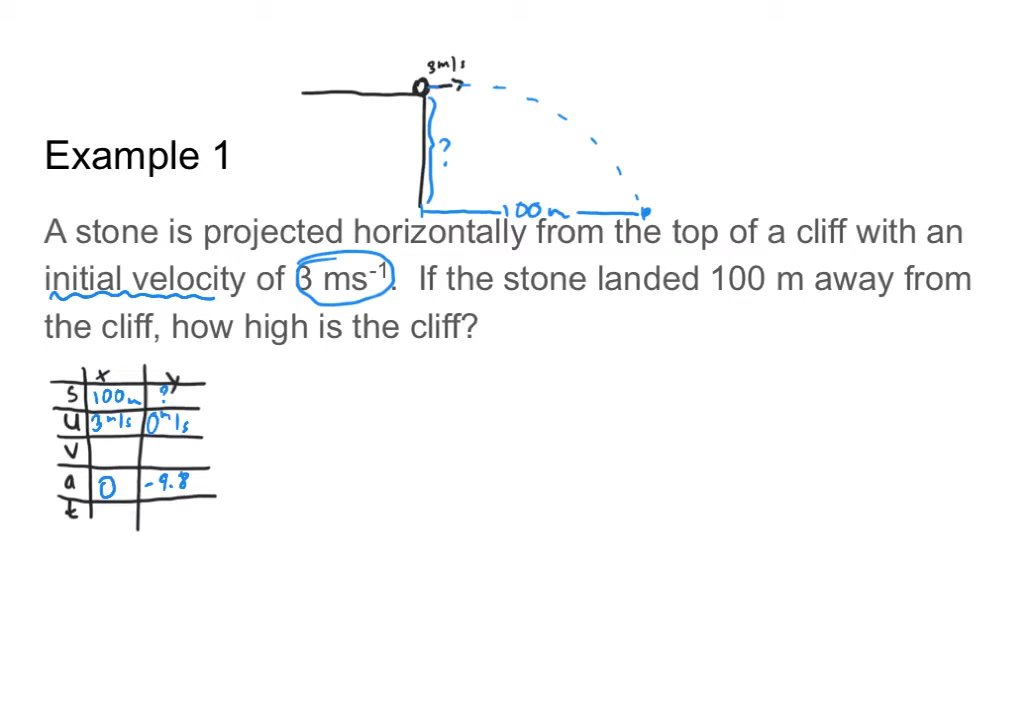 3m/s
?
Example 1
100m
A stone is projected horizontally from the top of a cliff with an
initial velocity of 3 ms⁻¹. If the stone landed 100 m away from
the cliff, how high is the cliff?
x y
s 100m ?
u 3m/s 0m/s
v
a 0 -9.8
t